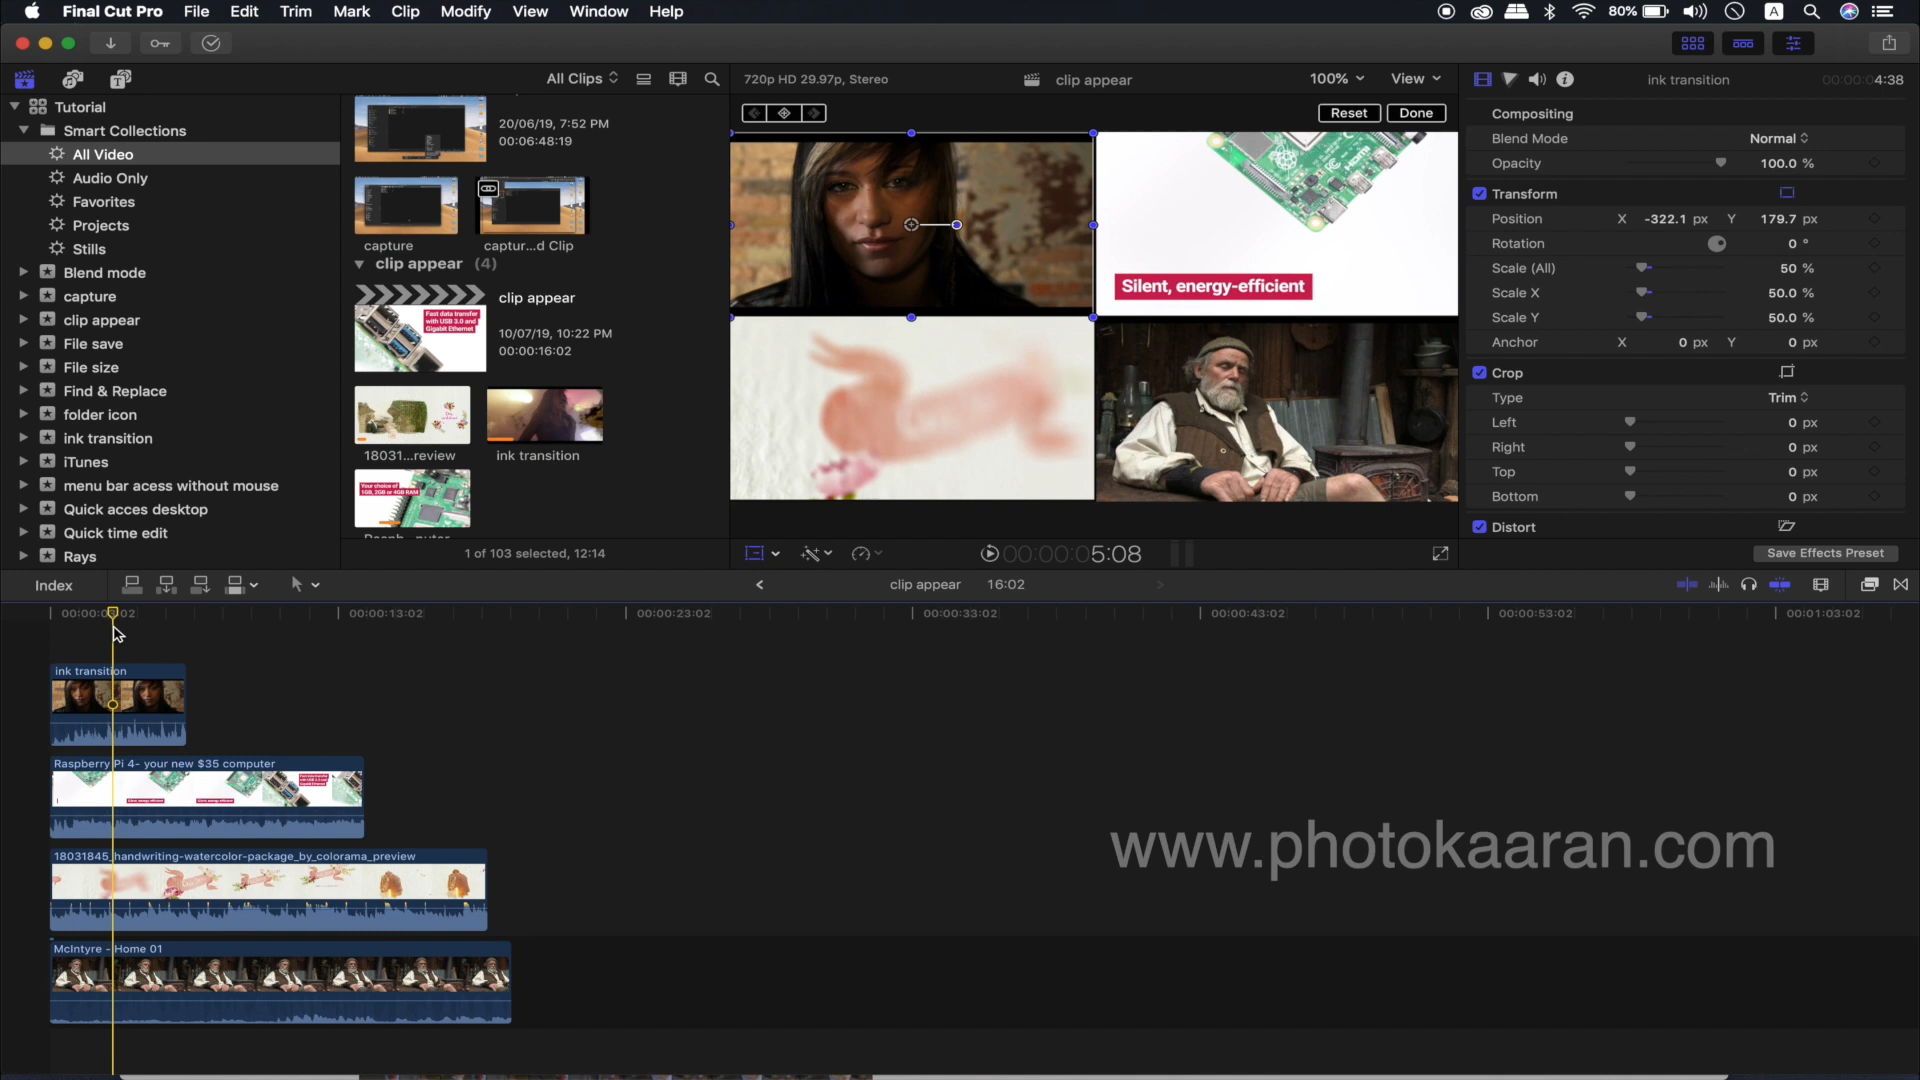 Final Cut Pro File Edit Trim Mark Clip Modify View Window Help 80% A
All Clips 720p HD 29.97p, Stereo clip appear 100% View ink transition 4:38
Tutorial
Smart Collections
All Video
Audio Only
Favorites
Projects
Stills
Blend mode
capture
clip appear
File save
File size
Find & Replace
folder icon
ink transition
iTunes
menu bar acess without mouse
Quick acces desktop
Quick time edit
Rays
20/06/19, 7:52 PM
00:06:48:19
capture captur...d Clip
clip appear (4)
clip appear
Fast data transfer
with USB 3.0 and
Gigabit Ethernet
10/07/19, 10:22 PM
00:00:16:02
18031...review ink transition
Your choice of
1GB, 2GB or 4GB RAM
1 of 103 selected, 12:14
Reset Done
Silent, energy-efficient
00:00:05:08
Compositing
Blend Mode Normal
Opacity 100.0 %
Transform
Position X -322.1 px Y 179.7 px
Rotation 0 °
Scale (All) 50 %
Scale X 50.0 %
Scale Y 50.0 %
Anchor X 0 px Y 0 px
Crop
Type Trim
Left 0 px
Right 0 px
Top 0 px
Bottom 0 px
Distort
Save Effects Preset
Index clip appear 16:02
00:00:13:02 00:00:23:02 00:00:33:02 00:00:43:02 00:00:53:02 00:01:03:02
ink transition
Raspberry Pi 4- your new $35 computer
18031845_handwriting-watercolor-package_by_colorama_preview
McIntyre - Home 01
www.photokaaran.com